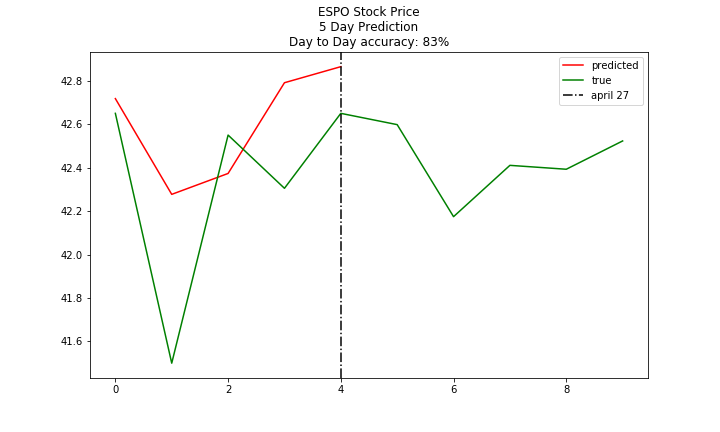 ESPO Stock Price
5 Day Prediction
Day to Day accuracy: 83%
predicted
true
april 27
42.8
42.6
42.4
42.2
42.0
41.8
41.6
0
2
4
6
8